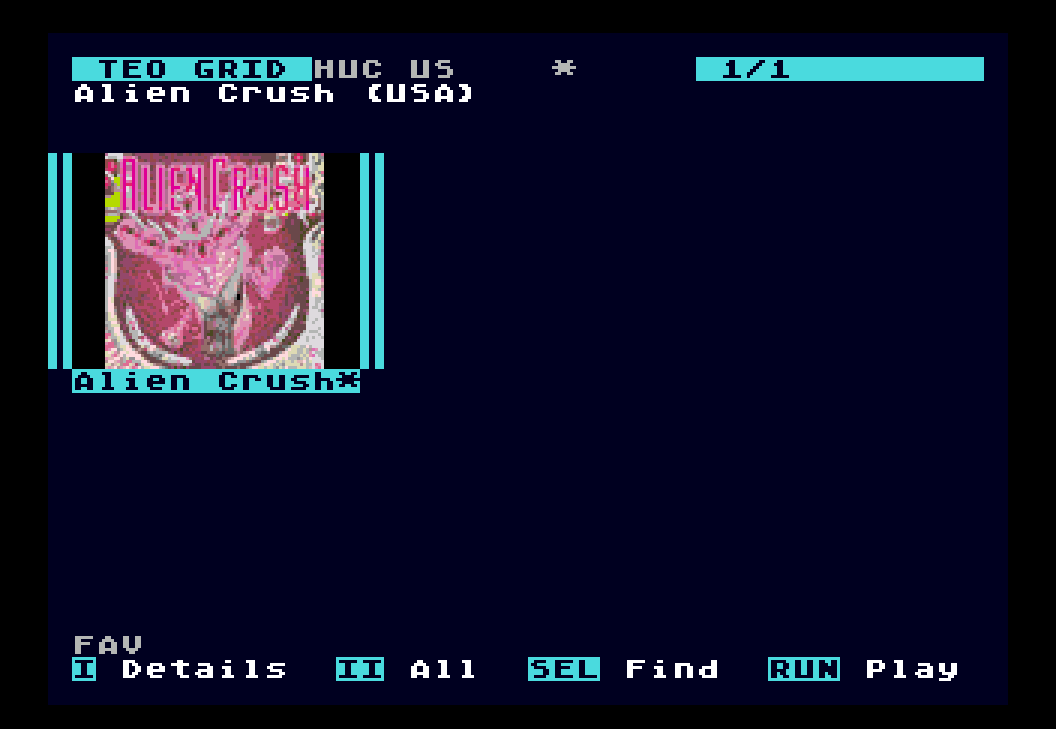 TEO GRID HUC US * 1/1
Alien Crush (USA)
ALIEN CRUSH
Alien Crush*
FAV
I Details II All SEL Find RUN Play